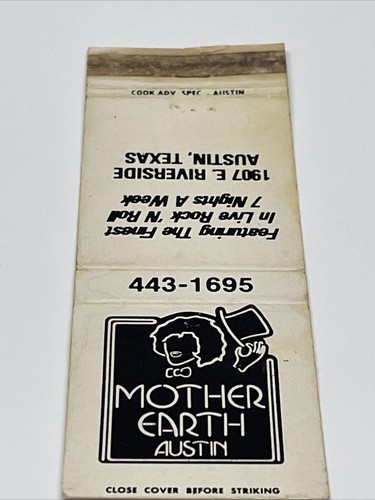 COOK ADV. SPEC. - AUSTIN
Featuring The Finest
In Live Rock 'N Roll
7 Nights A Week
1907 E. RIVERSIDE
AUSTIN, TEXAS
443-1695
MOTHER
EARTH
AUSTIN
CLOSE COVER BEFORE STRIKING